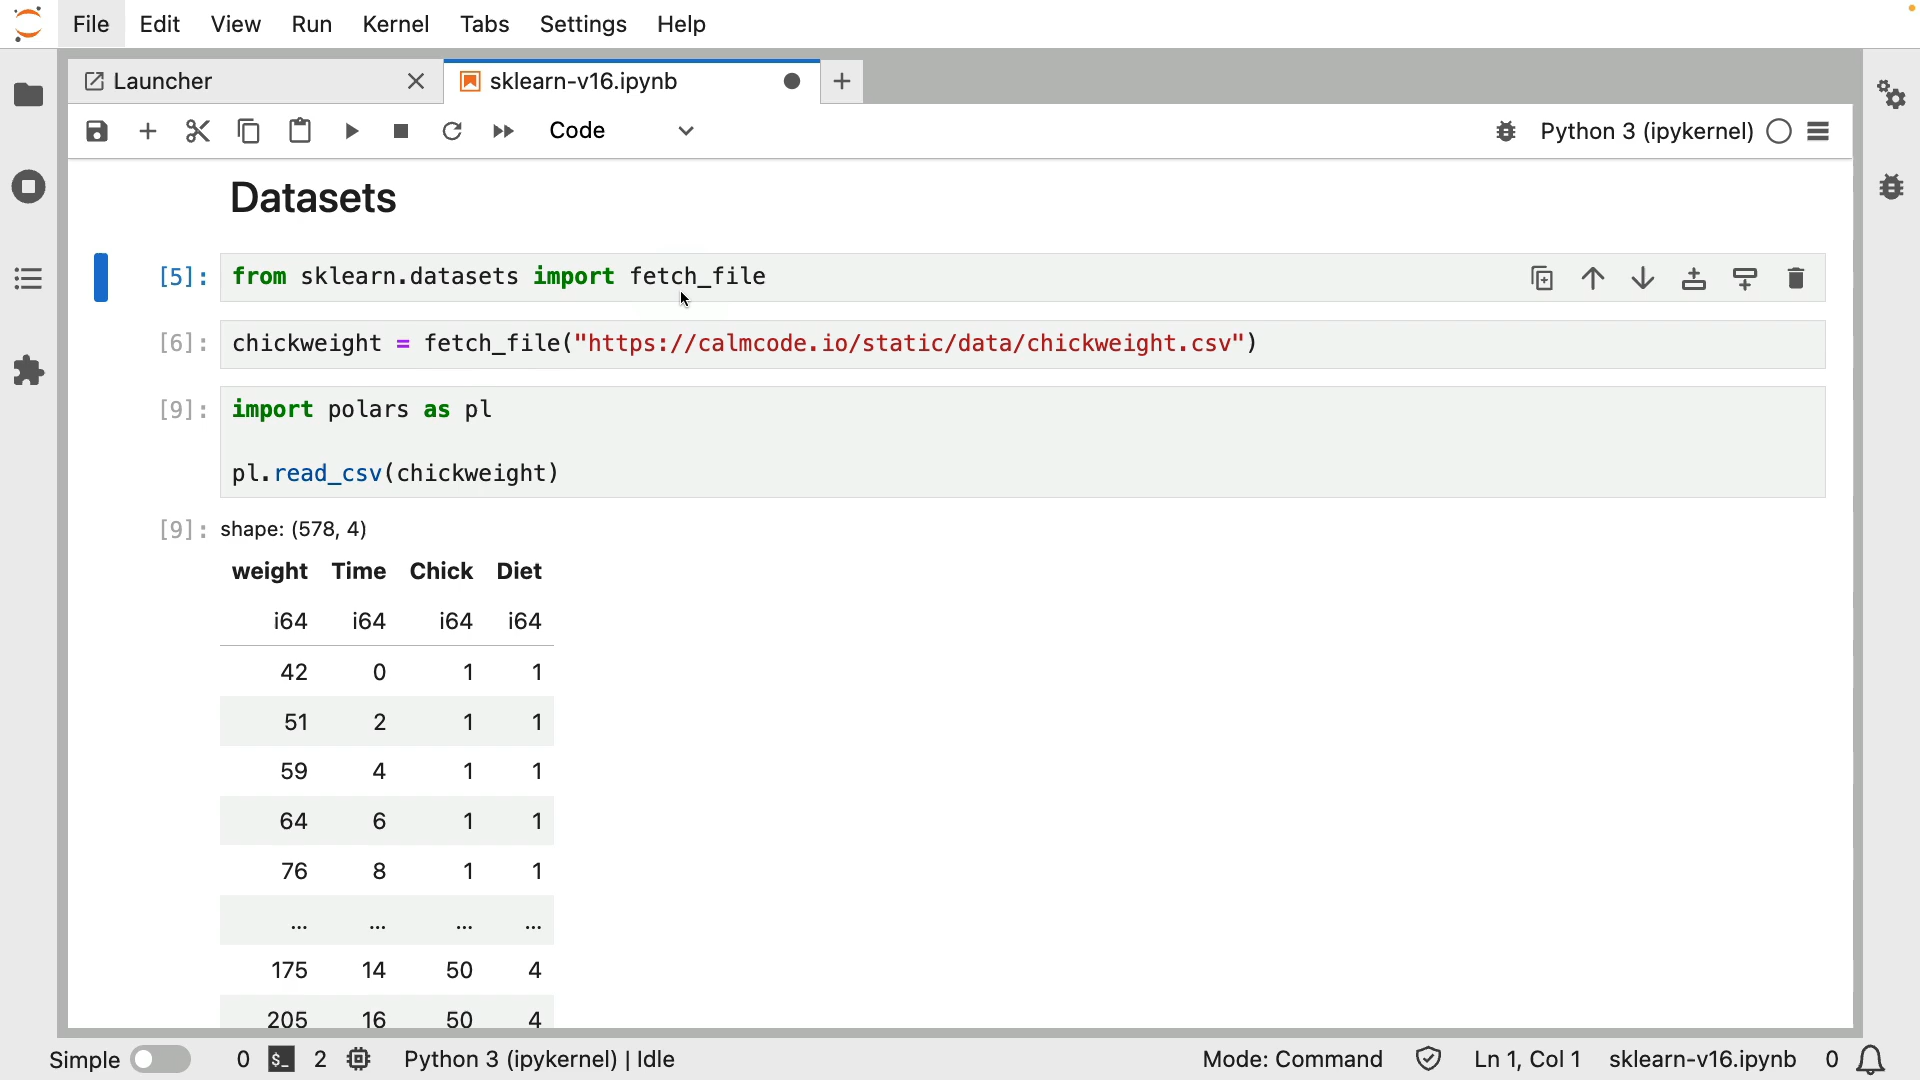 File Edit View Run Kernel Tabs Settings Help
Launcher sklearn-v16.ipynb
Code Python 3 (ipykernel)
Datasets
[5]: from sklearn.datasets import fetch_file
[6]: chickweight = fetch_file("https://calmcode.io/static/data/chickweight.csv")
[9]: import polars as pl
pl.read_csv(chickweight)
[9]: shape: (578, 4)
weight Time Chick Diet
i64 i64 i64 i64
42 0 1 1
51 2 1 1
59 4 1 1
64 6 1 1
76 8 1 1
... ... ... ...
175 14 50 4
205 16 50 4
Simple 0 $_ 2 Python 3 (ipykernel) | Idle Mode: Command Ln 1, Col 1 sklearn-v16.ipynb 0